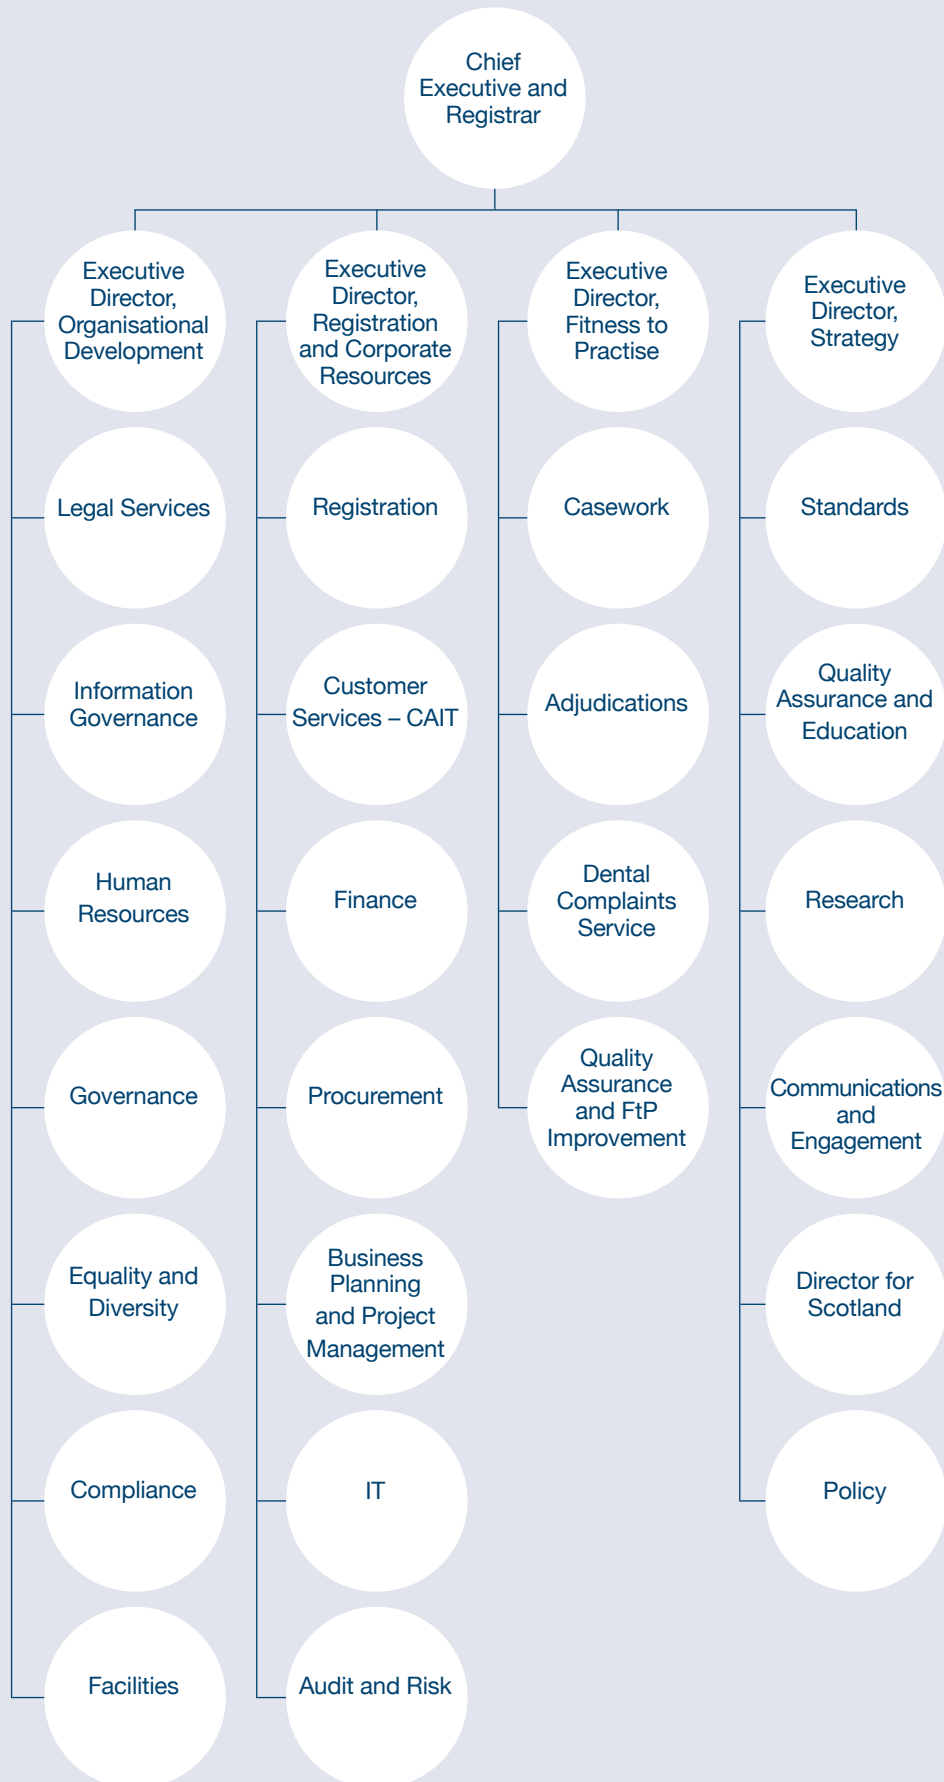 Chief
Executive and
Registrar
Executive
Director,
Organisational
Development
Executive
Director,
Registration
and Corporate
Resources
Executive
Director,
Fitness to
Practise
Executive
Director,
Strategy
Legal Services
Registration
Casework
Standards
Information
Governance
Customer
Services – CAIT
Adjudications
Quality
Assurance and
Education
Human
Resources
Finance
Dental
Complaints
Service
Research
Governance
Procurement
Quality
Assurance
and FtP
Improvement
Communications
and
Engagement
Equality and
Diversity
Business
Planning
and Project
Management
Director for
Scotland
Compliance
IT
Policy
Facilities
Audit and Risk